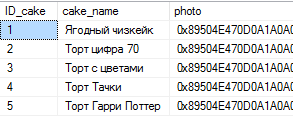 ID_cake cake_name photo
1 Ягодный чизкейк 0x89504E470D0A1A0A0
2 Торт цифра 70 0x89504E470D0A1A0A0
3 Торт с цветами 0x89504E470D0A1A0A0
4 Торт Тачки 0x89504E470D0A1A0A0
5 Торт Гарри Поттер 0x89504E470D0A1A0A0